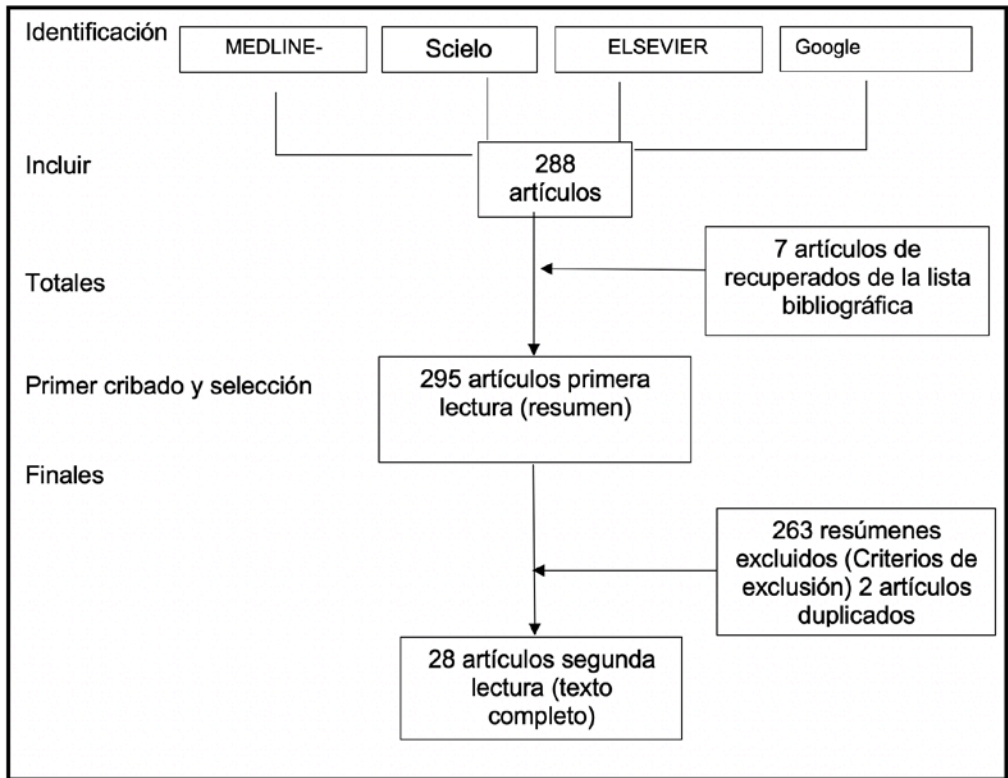 Identificación
MEDLINE-
Scielo
ELSEVIER
Google
Incluir
288
artículos
Totales
7 artículos de
recuperados de la lista
bibliográfica
Primer cribado y selección
295 artículos primera
lectura (resumen)
Finales
263 resúmenes
excluidos (Criterios de
exclusión) 2 artículos
duplicados
28 artículos segunda
lectura (texto
completo)